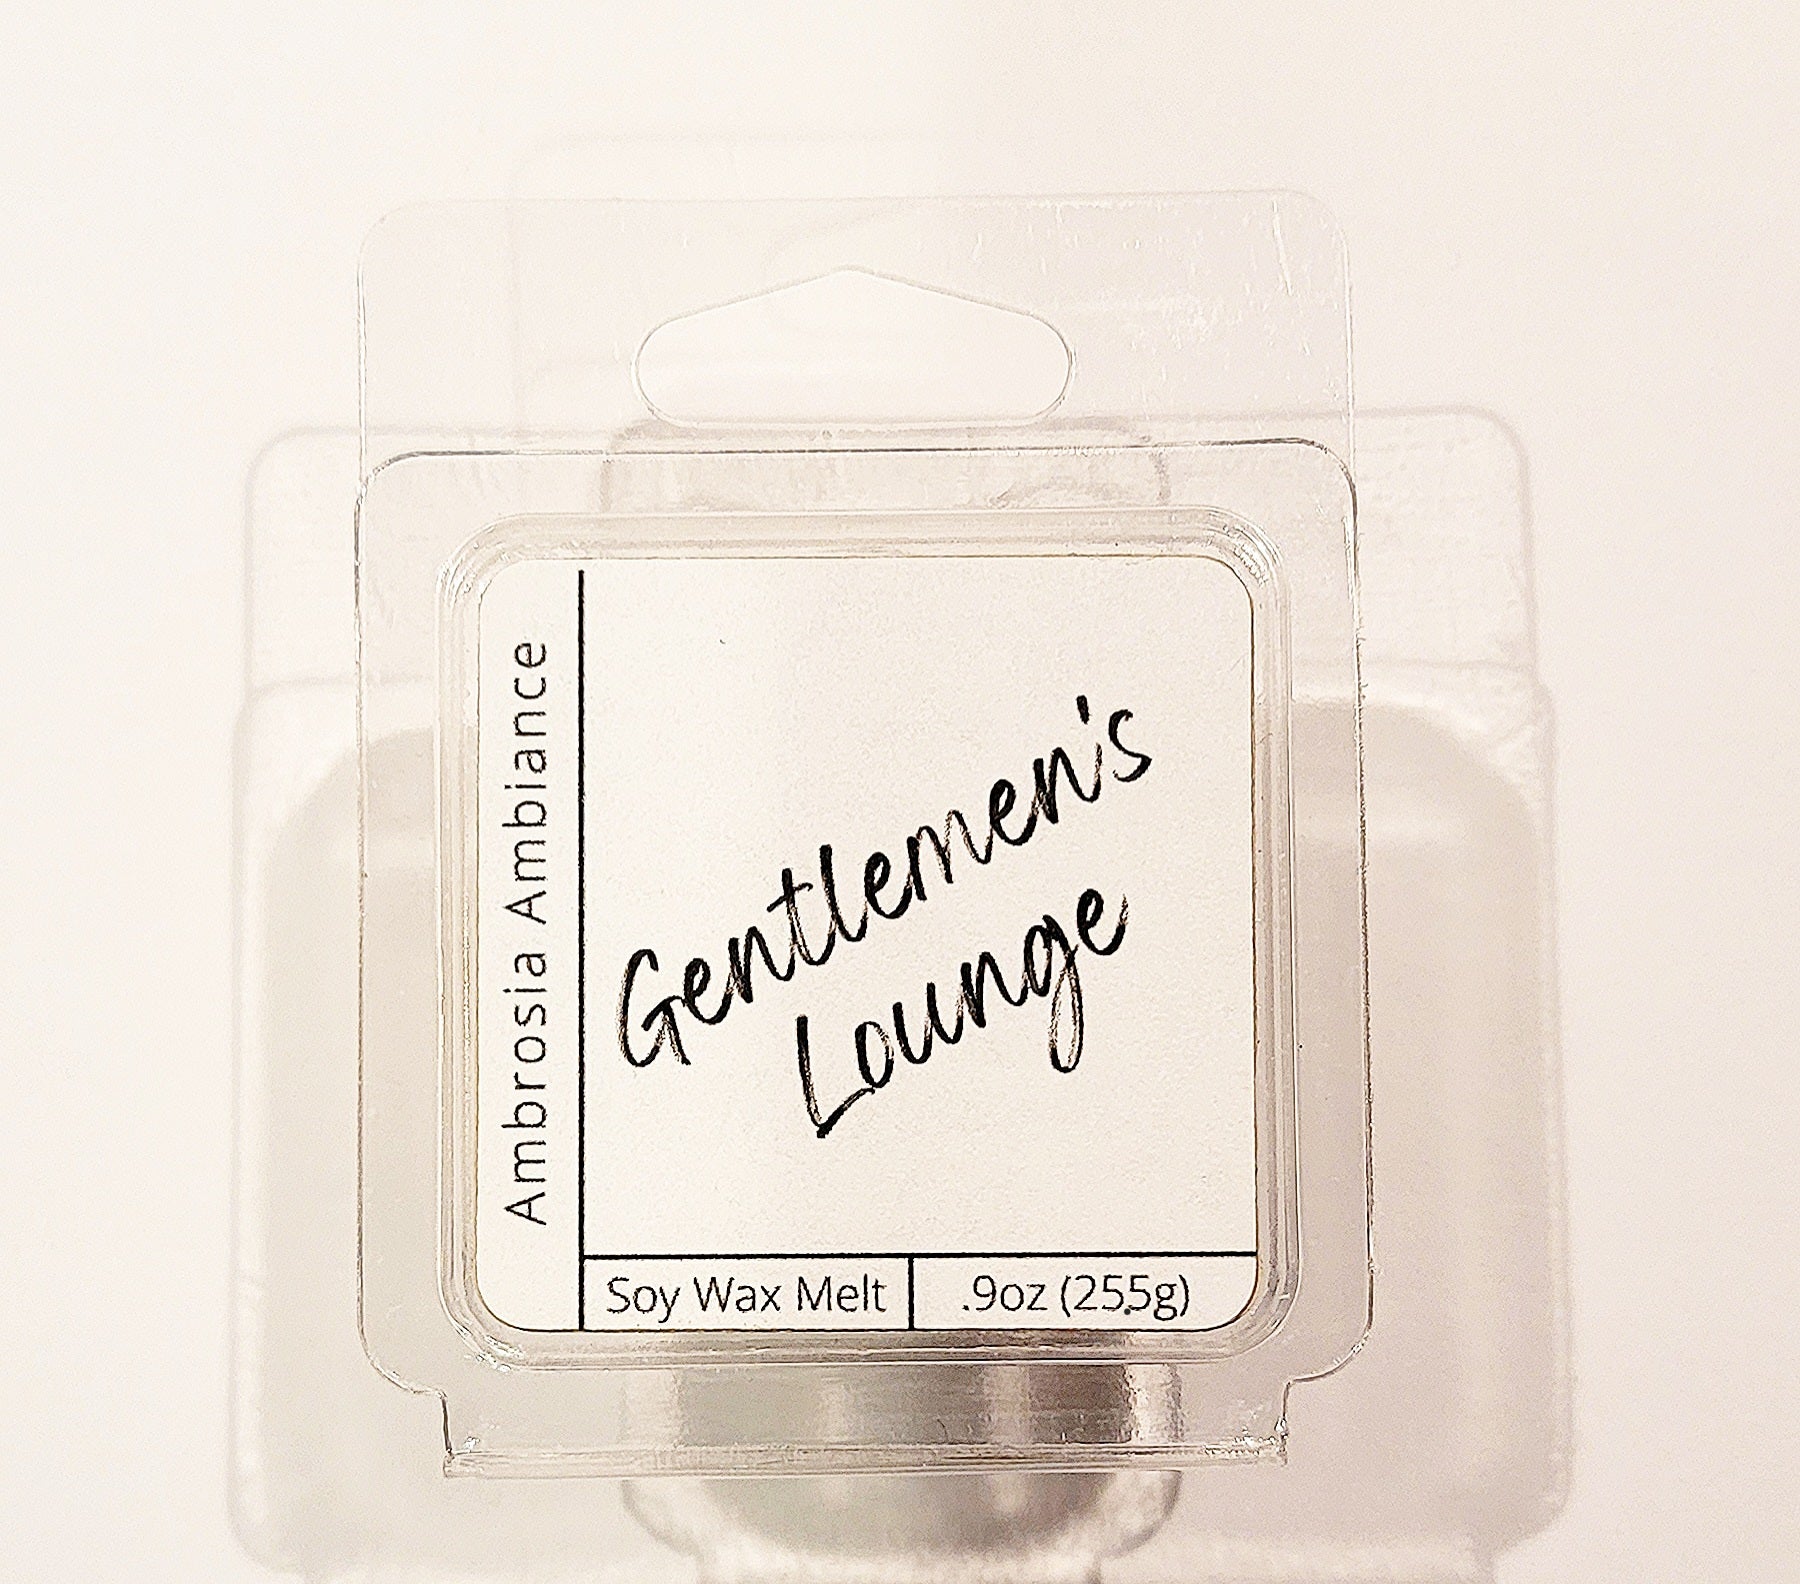 Ambrosia Ambiance
Gentlemen's
Lounge
Soy Wax Melt
.9oz (25.5g)